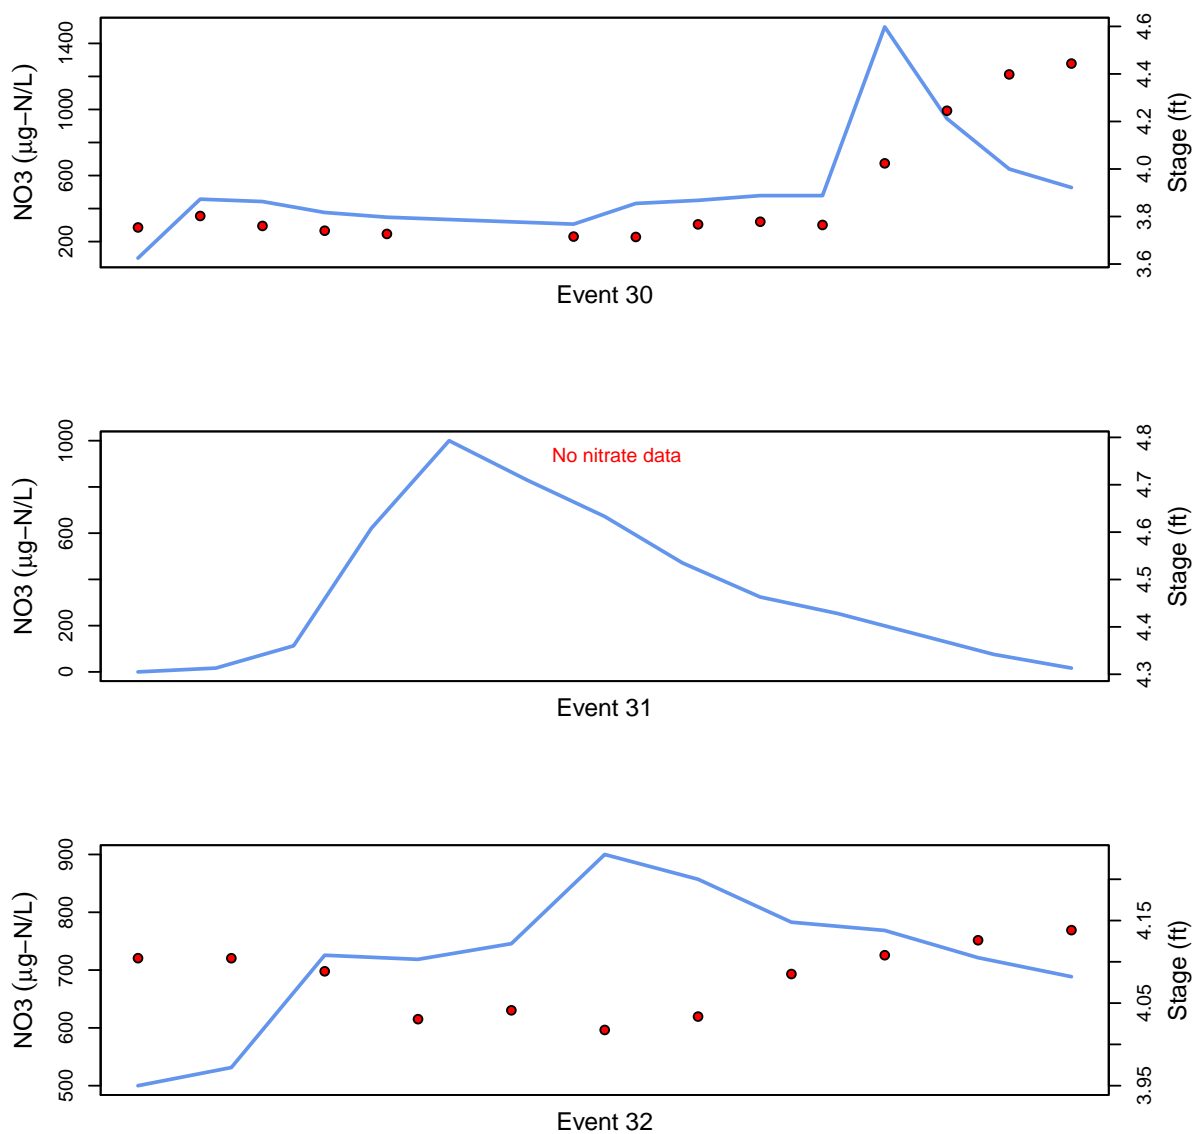 NO3 (µg−N/L)
200 600 1000 1400
3.6 3.8 4.0 4.2 4.4 4.6
Stage (ft)
Event 30
NO3 (µg−N/L)
0 200 600 1000
No nitrate data
4.3 4.4 4.5 4.6 4.7 4.8
Stage (ft)
Event 31
NO3 (µg−N/L)
500 600 700 800 900
3.95 4.05 4.15
Stage (ft)
Event 32